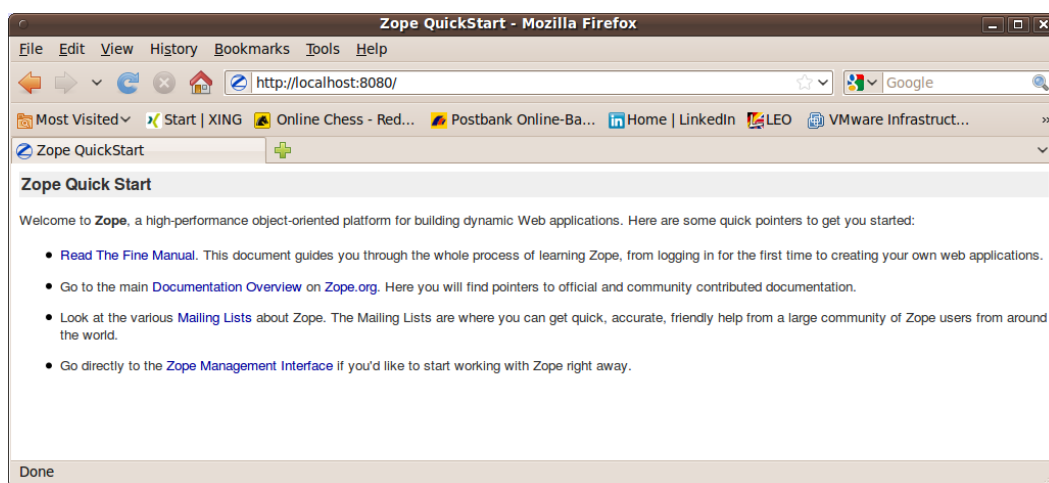 Zope QuickStart - Mozilla Firefox
File Edit View History Bookmarks Tools Help
http://localhost:8080/ Google
Most Visited Start | XING Online Chess - Red... Postbank Online-Ba... Home | LinkedIn LEO VMware Infrastruct... »
Zope QuickStart
Zope Quick Start
Welcome to Zope, a high-performance object-oriented platform for building dynamic Web applications. Here are some quick pointers to get you started:
• Read The Fine Manual. This document guides you through the whole process of learning Zope, from logging in for the first time to creating your own web applications.
• Go to the main Documentation Overview on Zope.org. Here you will find pointers to official and community contributed documentation.
• Look at the various Mailing Lists about Zope. The Mailing Lists are where you can get quick, accurate, friendly help from a large community of Zope users from around
the world.
• Go directly to the Zope Management Interface if you'd like to start working with Zope right away.
Done